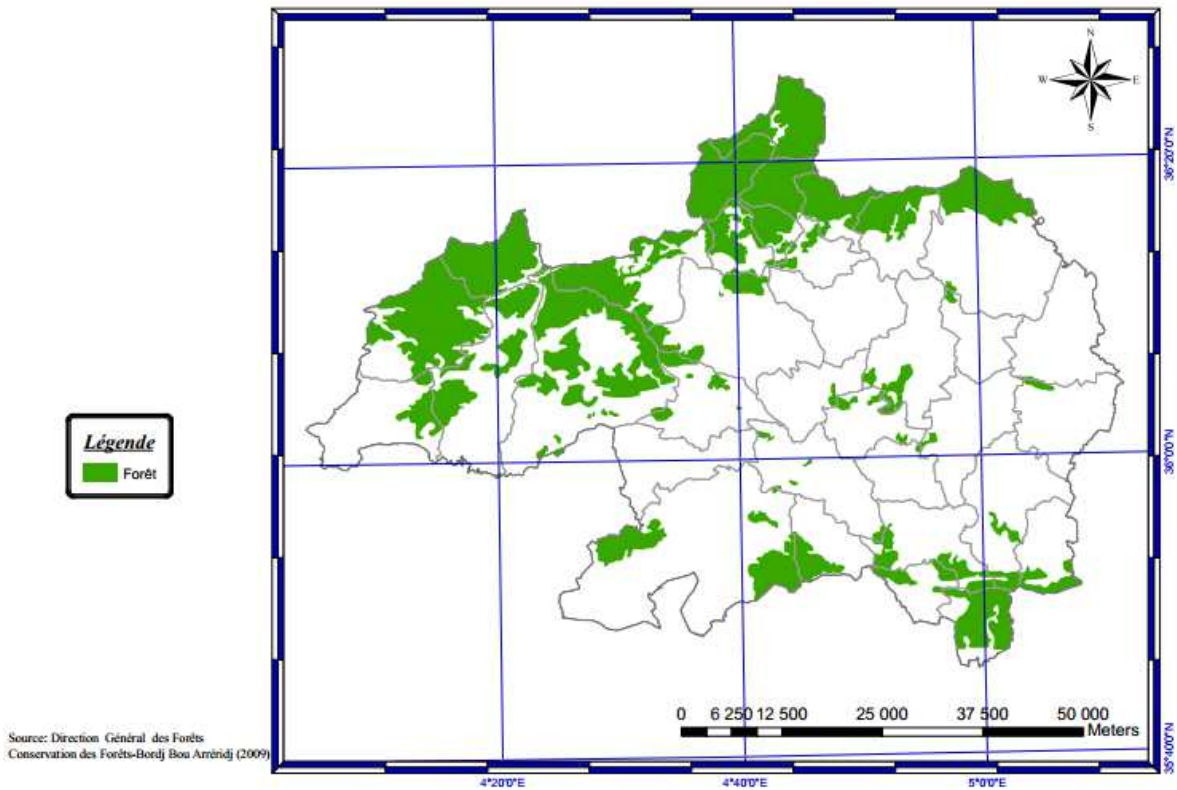 N
W E
S
36°20'0"N
Légende
Forêt
36°0'0"N
0 6 250 12 500 25 000 37 500 50 000
Meters
Source: Direction Général des Forêts
Conservation des Forêts-Bordj Bou Arréridj (2009)
35°40'0"N
4°20'0"E 4°40'0"E 5°0'0"E